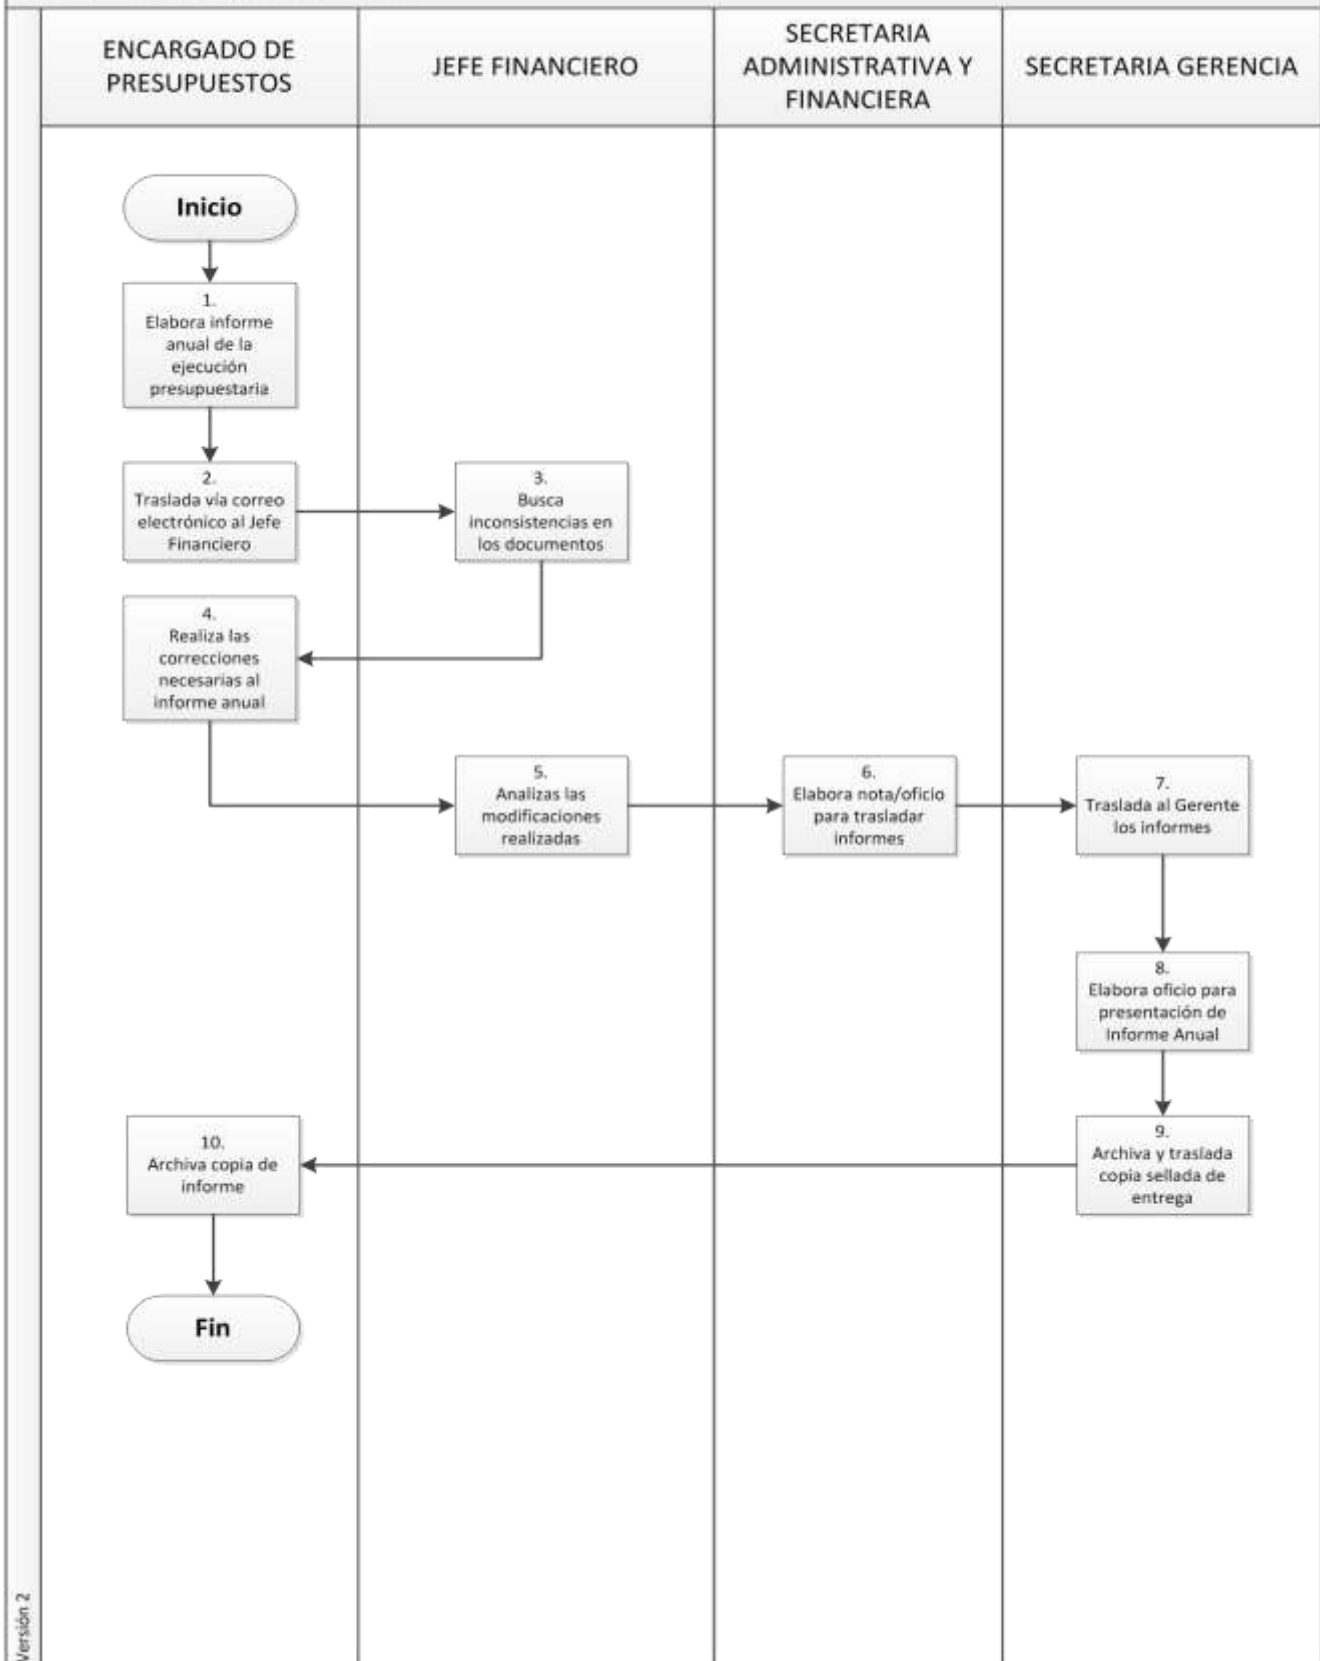 ENCARGADO DE
PRESUPUESTOS
JEFE FINANCIERO
SECRETARIA
ADMINISTRATIVA Y
FINANCIERA
SECRETARIA GERENCIA
Inicio
1.
Elabora informe
anual de la
ejecución
presupuestaria
2.
Traslada vía correo
electrónico al Jefe
Financiero
3.
Busca
inconsistencias en
los documentos
4.
Realiza las
correcciones
necesarias al
informe anual
5.
Analizas las
modificaciones
realizadas
6.
Elabora nota/oficio
para trasladar
informes
7.
Traslada al Gerente
los informes
8.
Elabora oficio para
presentación de
Informe Anual
9.
Archiva y traslada
copia sellada de
entrega
10.
Archiva copia de
informe
Fin
Versión 2